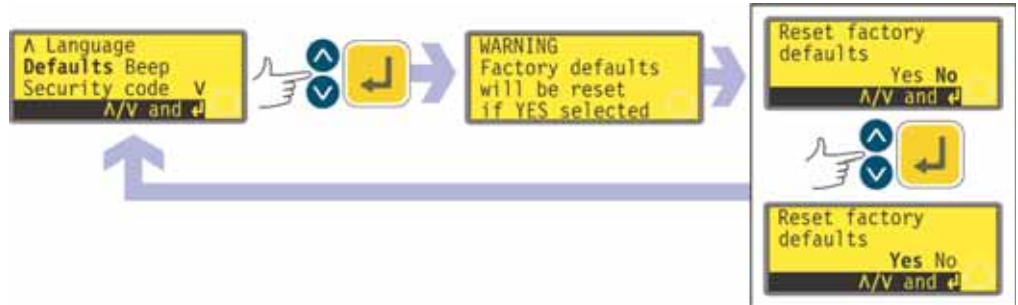 Λ Language
Defaults Beep
Security code V
Λ/V and ↵
WARNING
Factory defaults
will be reset
if YES selected
Reset factory
defaults
Yes No
Λ/V and ↵
Reset factory
defaults
Yes No
Λ/V and ↵